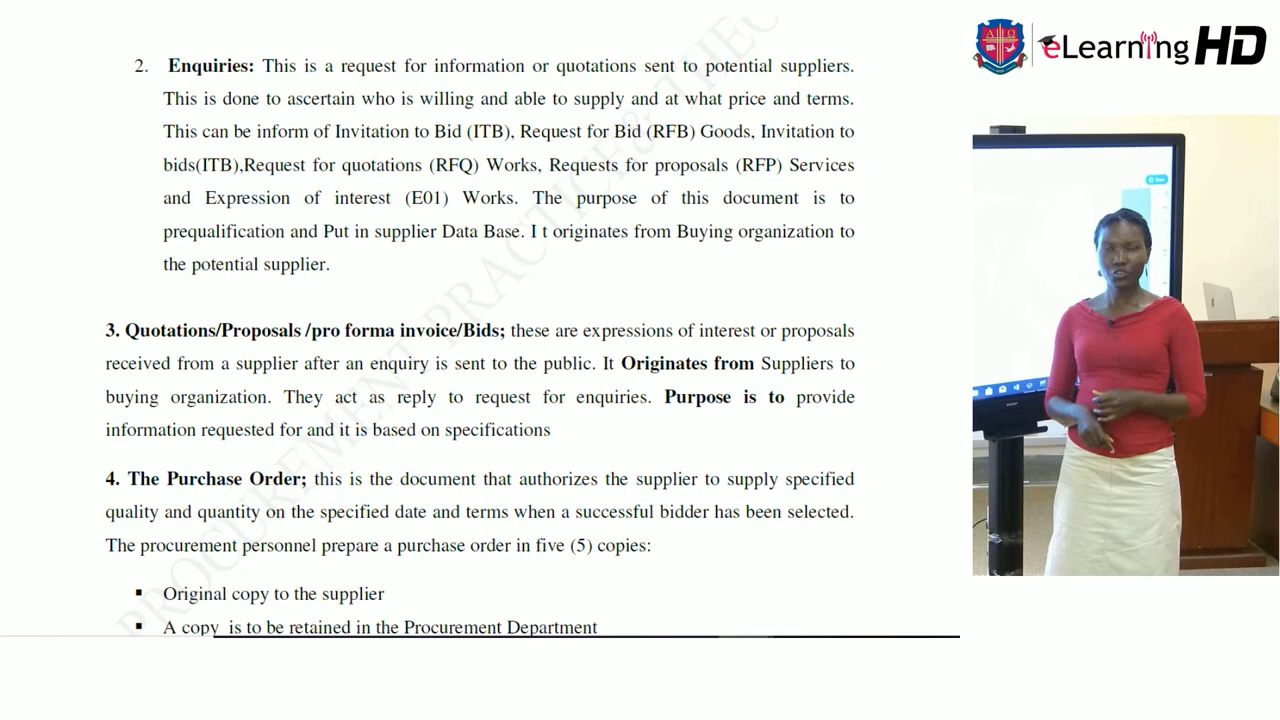 eLearning HD
2. Enquiries: This is a request for information or quotations sent to potential suppliers.
This is done to ascertain who is willing and able to supply and at what price and terms.
This can be inform of Invitation to Bid (ITB), Request for Bid (RFB) Goods, Invitation to
bids(ITB),Request for quotations (RFQ) Works, Requests for proposals (RFP) Services
and Expression of interest (E01) Works. The purpose of this document is to
prequalification and Put in supplier Data Base. I t originates from Buying organization to
the potential supplier.
3. Quotations/Proposals /pro forma invoice/Bids; these are expressions of interest or proposals
received from a supplier after an enquiry is sent to the public. It Originates from Suppliers to
buying organization. They act as reply to request for enquiries. Purpose is to provide
information requested for and it is based on specifications
4. The Purchase Order; this is the document that authorizes the supplier to supply specified
quality and quantity on the specified date and terms when a successful bidder has been selected.
The procurement personnel prepare a purchase order in five (5) copies:
▪ Original copy to the supplier
▪ A copy is to be retained in the Procurement Department
PROCUREMENT PRACTICE & THEO